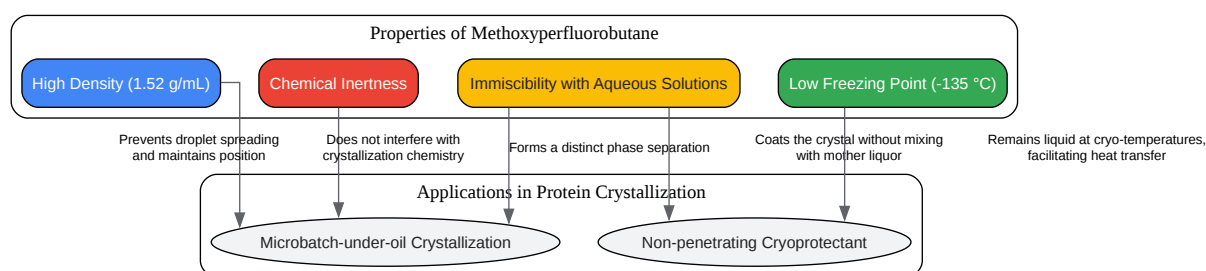 Properties of Methoxyperfluorobutane
High Density (1.52 g/mL)
Chemical Inertness
Immiscibility with Aqueous Solutions
Low Freezing Point (-135 °C)
Prevents droplet spreading
and maintains position
Does not interfere with
crystallization chemistry
Forms a distinct phase separation
Coats the crystal without mixing
with mother liquor
Remains liquid at cryo-temperatures,
facilitating heat transfer
Applications in Protein Crystallization
Microbatch-under-oil Crystallization
Non-penetrating Cryoprotectant